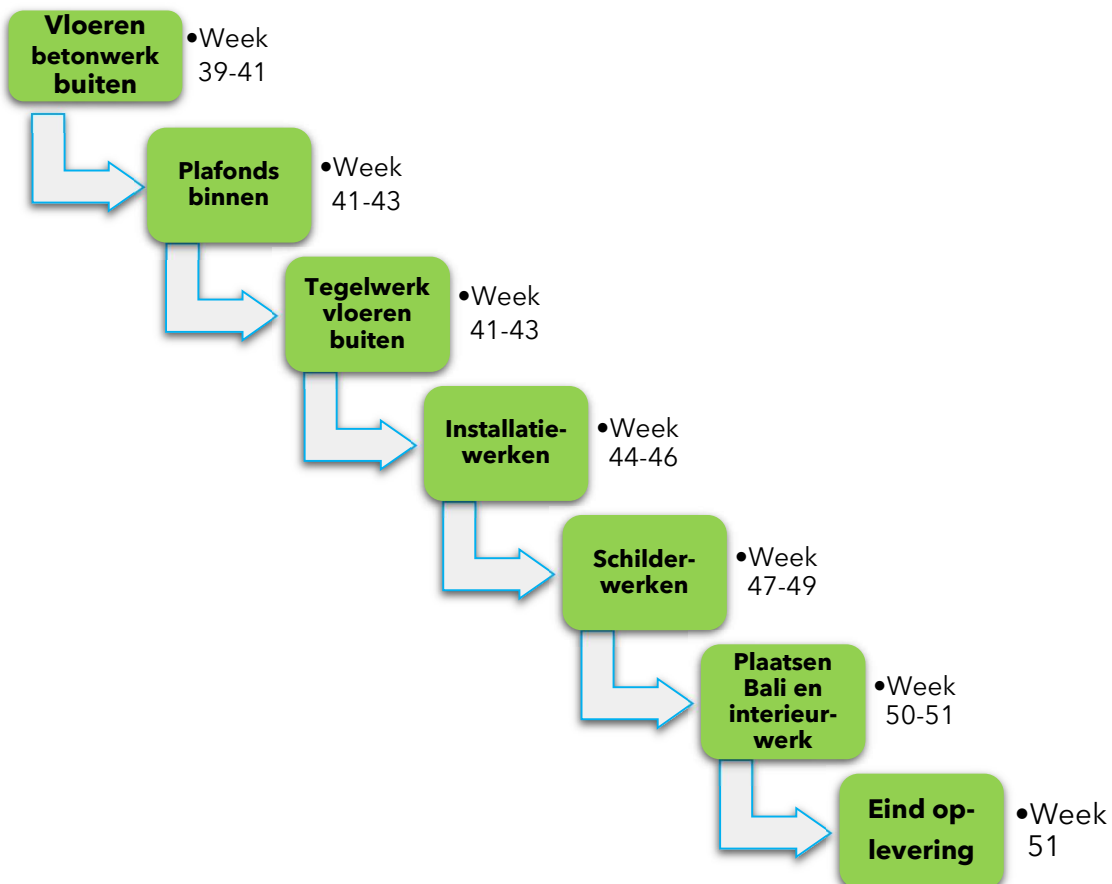 Vloeren
betonwerk
buiten
•Week
39-41
Plafonds
binnen
•Week
41-43
Tegelwerk
vloeren
buiten
•Week
41-43
Installatie-
werken
•Week
44-46
Schilder-
werken
•Week
47-49
Plaatsen
Bali en
interieur-
werk
•Week
50-51
Eind op-
levering
•Week
51